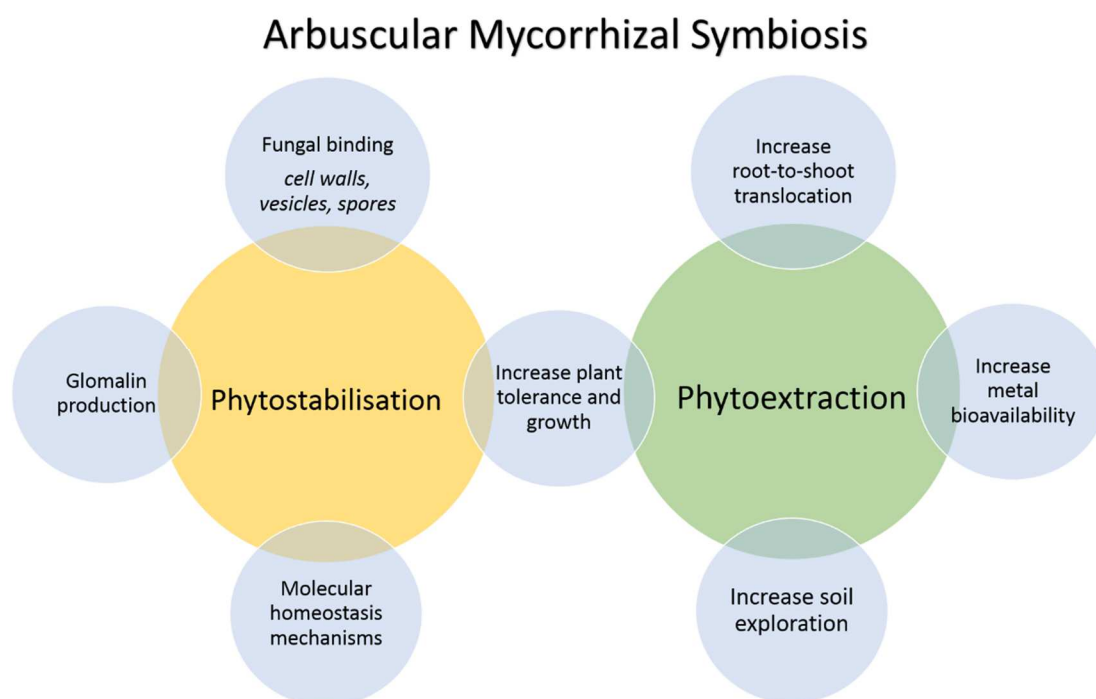 Arbuscular Mycorrhizal Symbiosis
Fungal binding
cell walls,
vesicles, spores
Glomalin
production
Phytostabilisation
Molecular
homeostasis
mechanisms
Increase plant
tolerance and
growth
Increase
root-to-shoot
translocation
Phytoextraction
Increase
metal
bioavailability
Increase soil
exploration